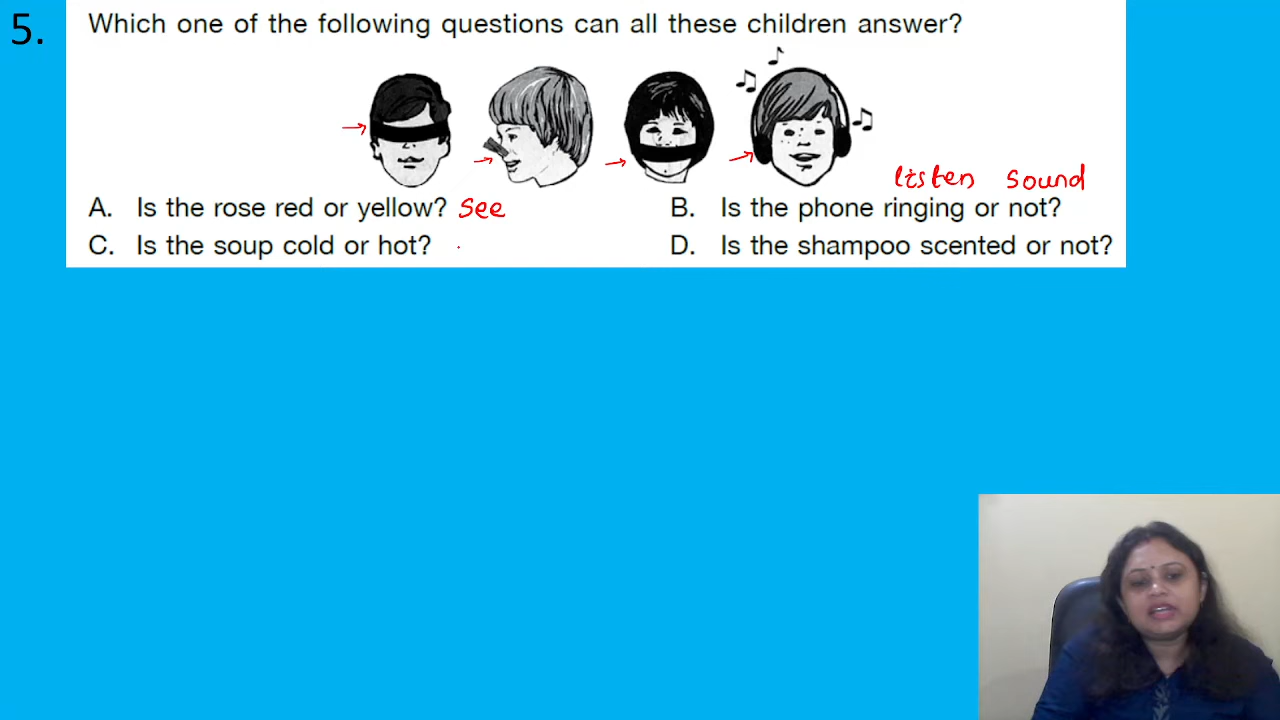 5.
Which one of the following questions can all these children answer?
listen sound
A. Is the rose red or yellow? see
B. Is the phone ringing or not?
C. Is the soup cold or hot?
D. Is the shampoo scented or not?